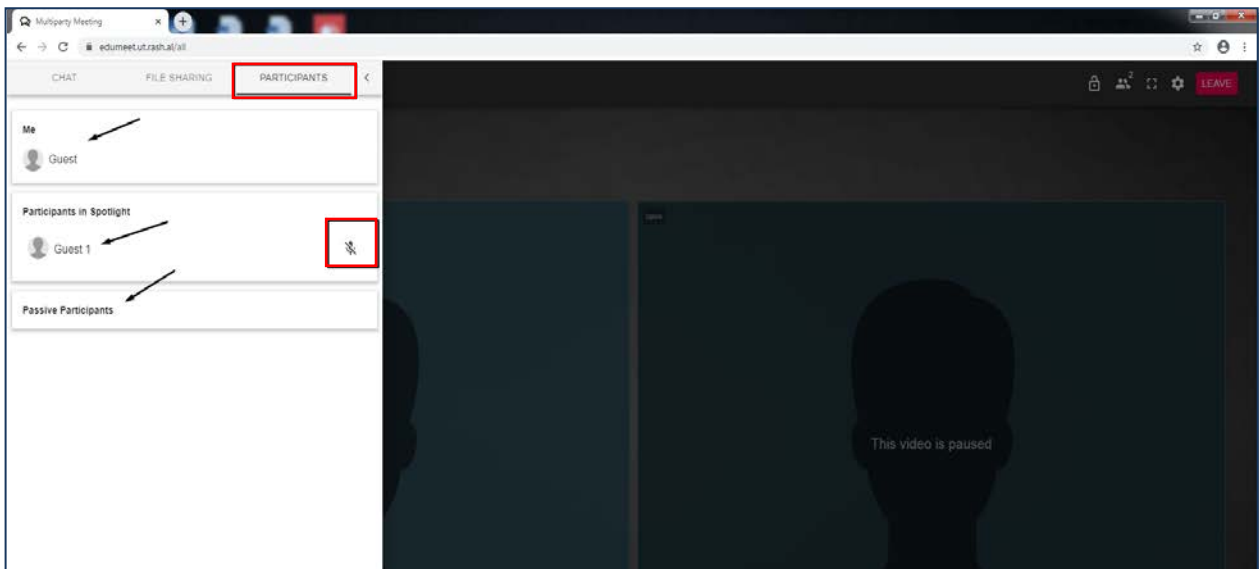 Multiparty Meeting
edumeet.ut.rash.al/all
CHAT FILE SHARING PARTICIPANTS
2 LEAVE
Me
Guest
Participants in Spotlight
Guest 1
Passive Participants
This video is paused